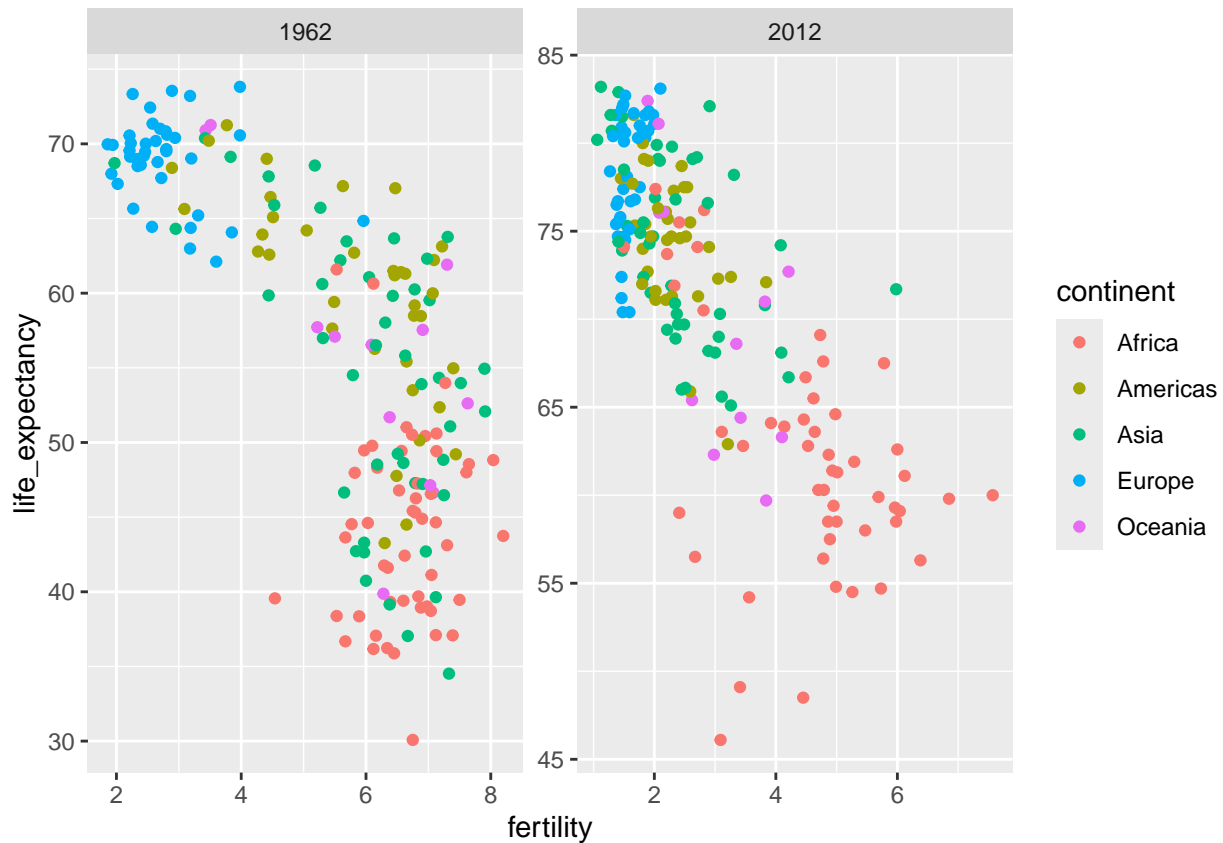 1962
2012
life_expectancy
70
60
50
40
30
85
75
65
55
45
2 4 6 8
2 4 6
fertility
continent
Africa
Americas
Asia
Europe
Oceania